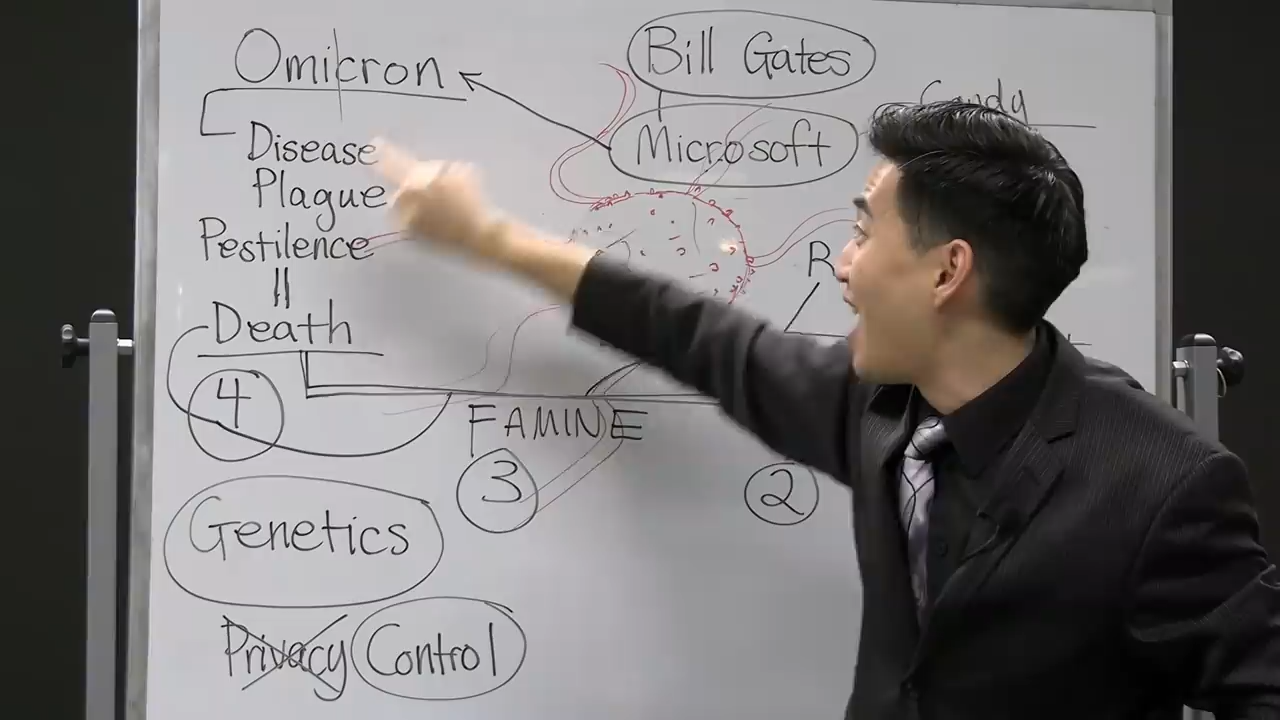 Omicron
Disease
Plague
Pestilence
Death
4
Genetics
Privacy Control
FAMINE
3
Bill Gates
Microsoft
2
R